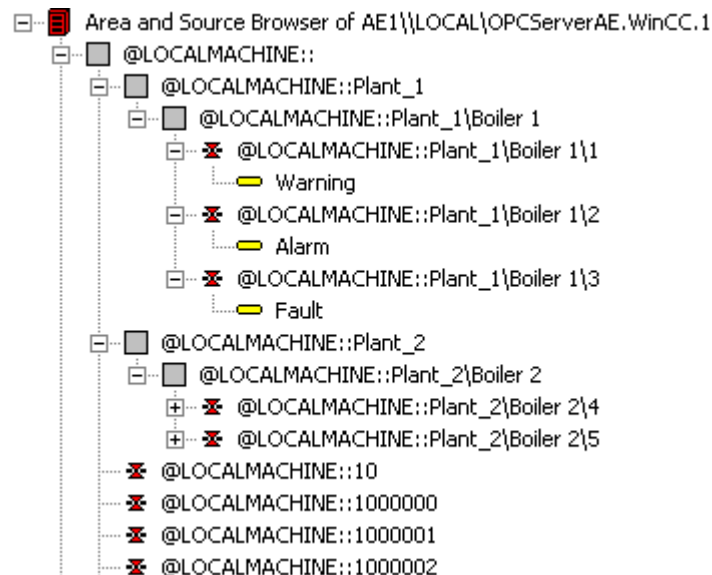 Area and Source Browser of AE1\\LOCAL\OPCServerAE.WinCC.1
@LOCALMACHINE::
@LOCALMACHINE::Plant_1
@LOCALMACHINE::Plant_1\Boiler 1
@LOCALMACHINE::Plant_1\Boiler 1\1
Warning
@LOCALMACHINE::Plant_1\Boiler 1\2
Alarm
@LOCALMACHINE::Plant_1\Boiler 1\3
Fault
@LOCALMACHINE::Plant_2
@LOCALMACHINE::Plant_2\Boiler 2
@LOCALMACHINE::Plant_2\Boiler 2\4
@LOCALMACHINE::Plant_2\Boiler 2\5
@LOCALMACHINE::10
@LOCALMACHINE::1000000
@LOCALMACHINE::1000001
@LOCALMACHINE::1000002